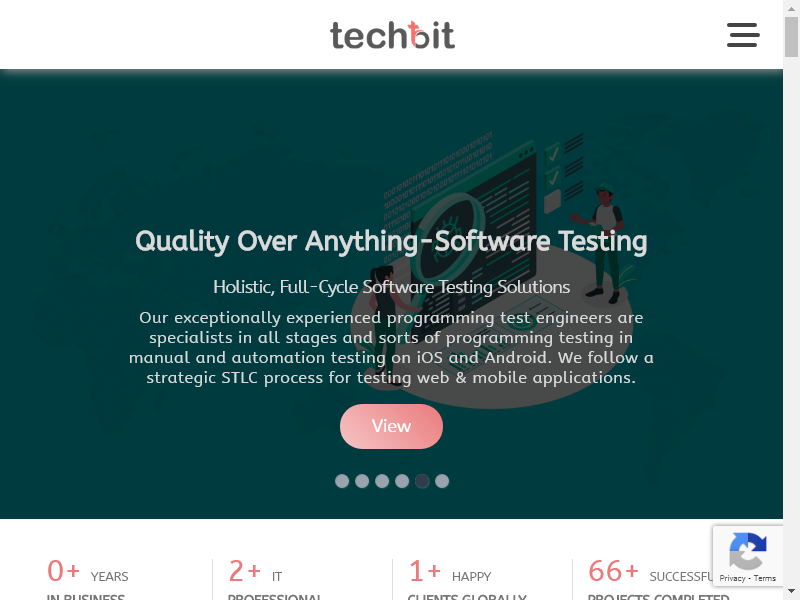 techbit
Quality Over Anything-Software Testing
Holistic, Full-Cycle Software Testing Solutions
Our exceptionally experienced programming test engineers are
specialists in all stages and sorts of programming testing in
manual and automation testing on iOS and Android. We follow a
strategic STLC process for testing web & mobile applications.
View
0+ YEARS
IN BUSINESS
2+ IT
PROFESSIONAL
1+ HAPPY
CLIENTS GLOBALLY
66+ SUCCESSFU
PROJECTS COMPLETED
Privacy - Terms